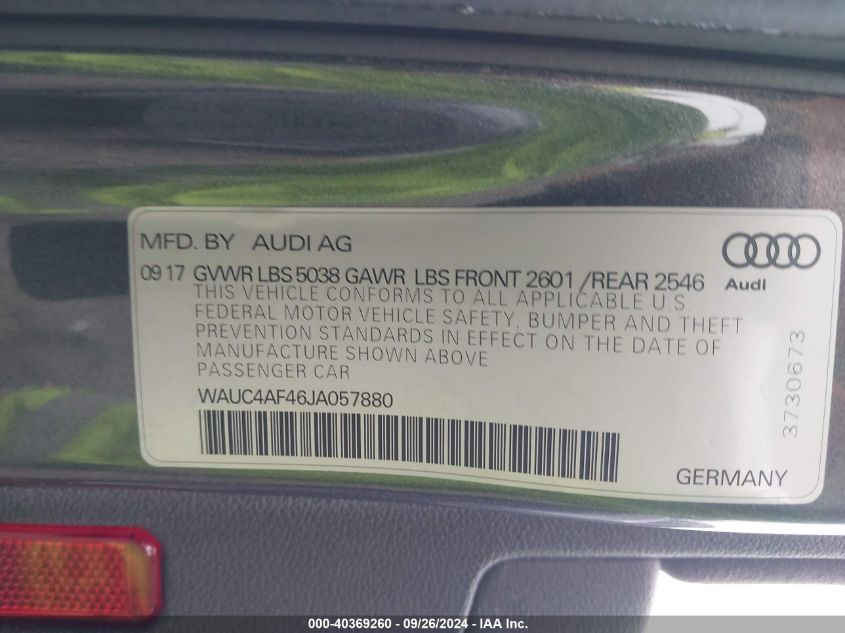 MFD. BY AUDI AG
Audi
09 17 GVWR LBS 5038 GAWR LBS FRONT 2601 /REAR 2546
THIS VEHICLE CONFORMS TO ALL APPLICABLE U.S.
FEDERAL MOTOR VEHICLE SAFETY, BUMPER AND THEFT
PREVENTION STANDARDS IN EFFECT ON THE DATE OF
MANUFACTURE SHOWN ABOVE
PASSENGER CAR
3730673
WAUC4AF46JA057880
GERMANY
000-40369260 - 09/26/2024 - IAA Inc.